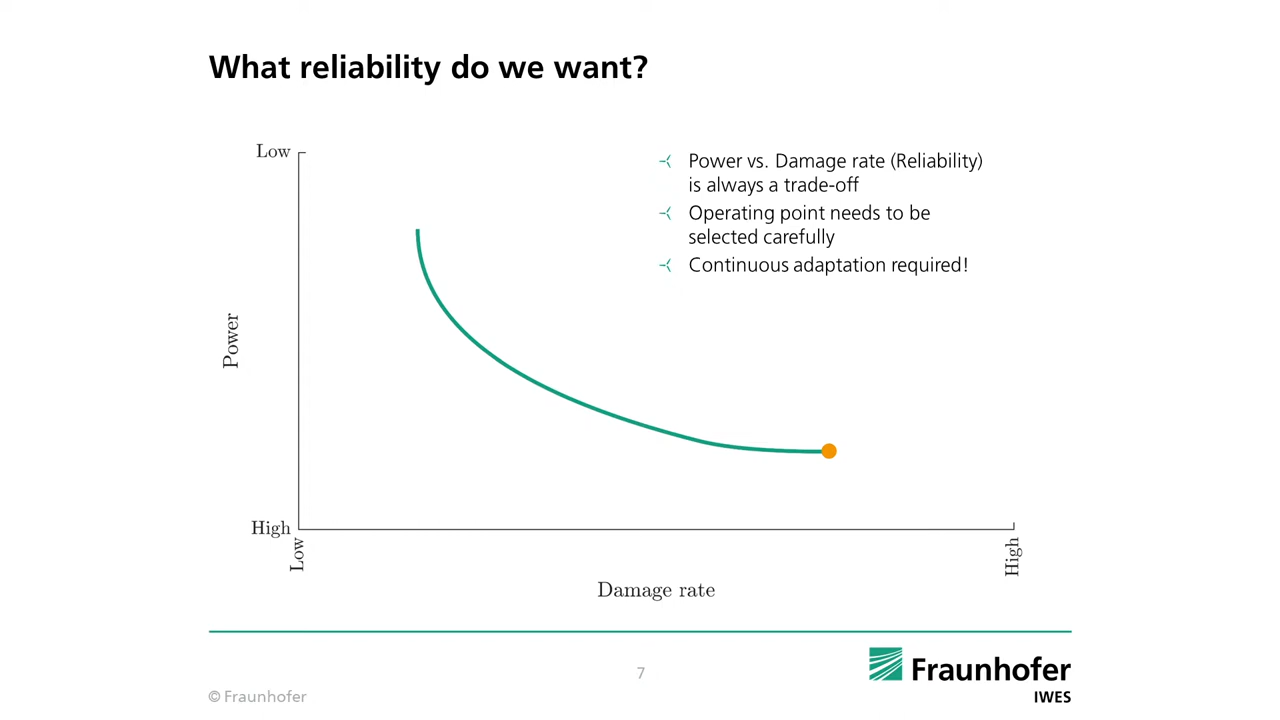 What reliability do we want?
Low
Power vs. Damage rate (Reliability)
is always a trade-off
Operating point needs to be
selected carefully
Continuous adaptation required!
Power
High
Low
High
Damage rate
7
Fraunhofer
IWES
© Fraunhofer